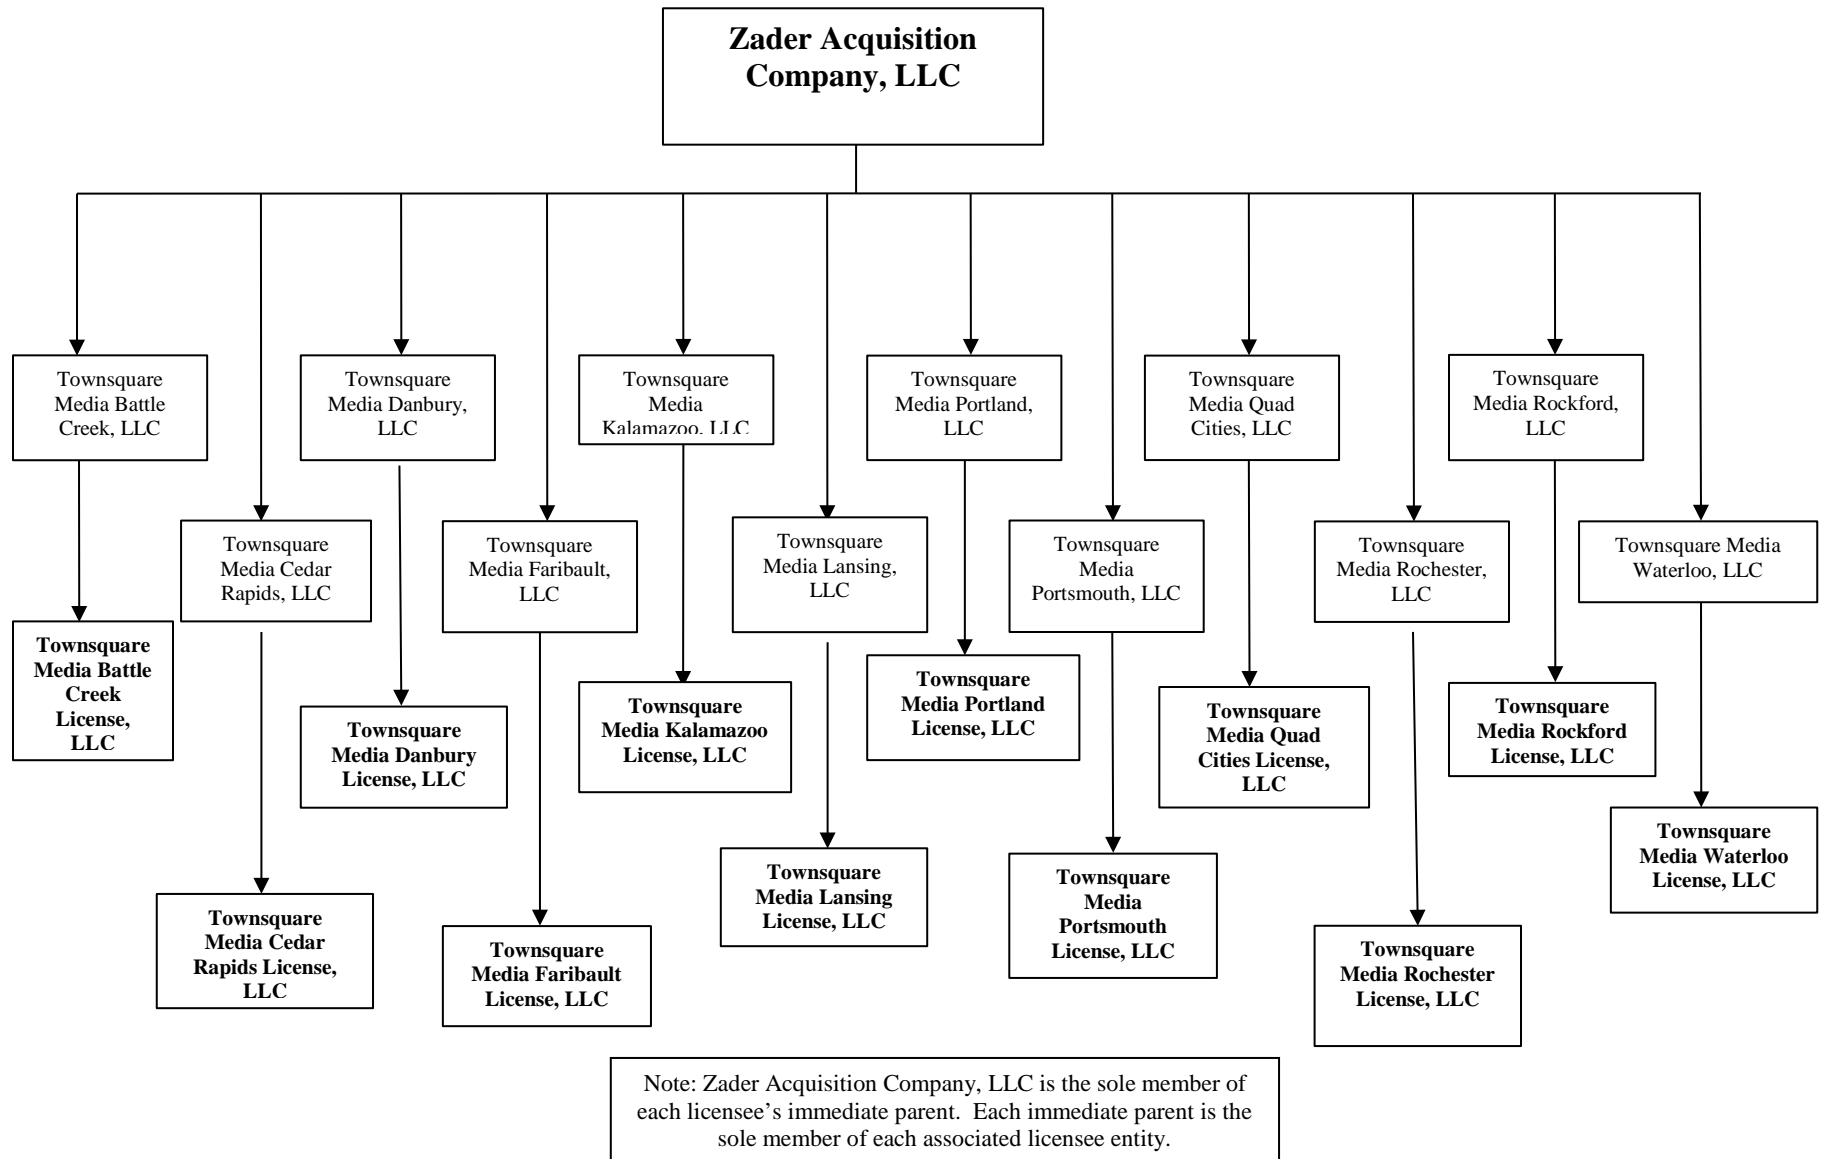 Zader Acquisition
Company, LLC
Townsquare
Media Battle
Creek, LLC
Townsquare
Media Danbury,
LLC
Townsquare
Media
Kalamazoo, LLC
Townsquare
Media Portland,
LLC
Townsquare
Media Quad
Cities, LLC
Townsquare
Media Rockford,
LLC
Townsquare
Media Cedar
Rapids, LLC
Townsquare
Media Faribault,
LLC
Townsquare
Media Lansing,
LLC
Townsquare
Media
Portsmouth, LLC
Townsquare
Media Rochester,
LLC
Townsquare Media
Waterloo, LLC
Townsquare
Media Battle
Creek
License,
LLC
Townsquare
Media Danbury
License, LLC
Townsquare
Media Kalamazoo
License, LLC
Townsquare
Media Portland
License, LLC
Townsquare
Media Quad
Cities License,
LLC
Townsquare
Media Rockford
License, LLC
Townsquare
Media Cedar
Rapids License,
LLC
Townsquare
Media Faribault
License, LLC
Townsquare
Media Lansing
License, LLC
Townsquare
Media
Portsmouth
License, LLC
Townsquare
Media Rochester
License, LLC
Townsquare
Media Waterloo
License, LLC
Note: Zader Acquisition Company, LLC is the sole member of
each licensee’s immediate parent.  Each immediate parent is the
sole member of each associated licensee entity.